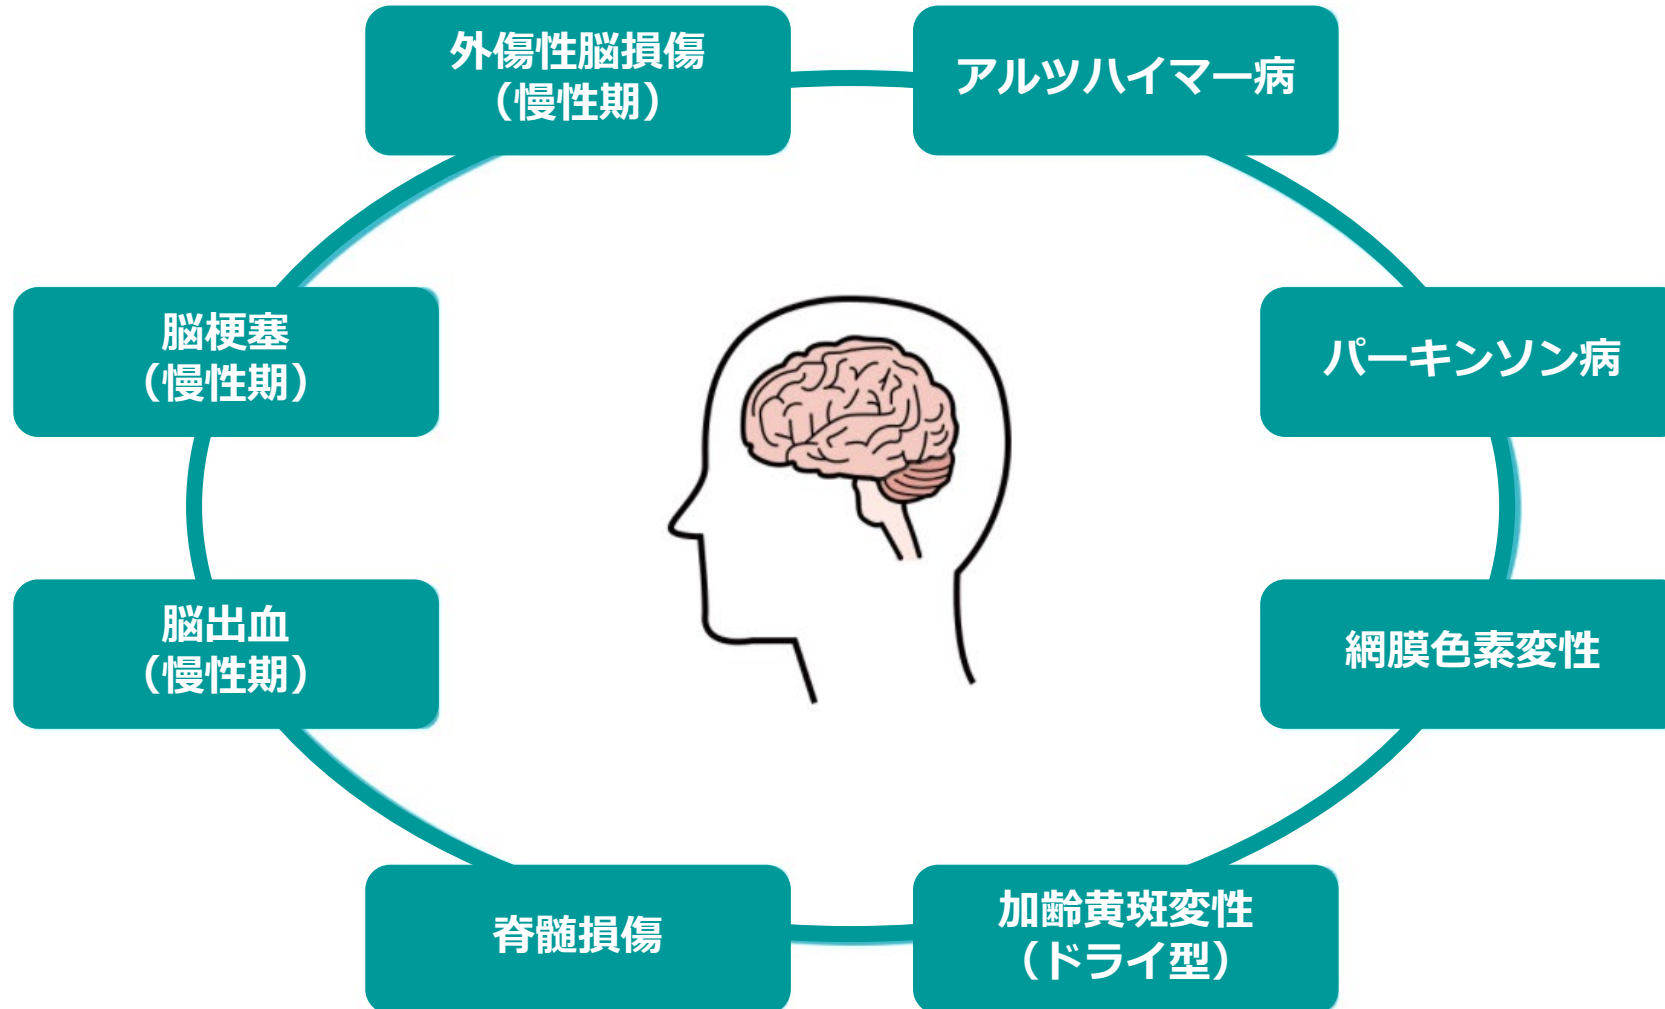 外傷性脳損傷
（慢性期）
アルツハイマー病
パーキンソン病
網膜色素変性
加齢黄斑変性
（ドライ型）
脊髄損傷
脳出血
（慢性期）
脳梗塞
（慢性期）